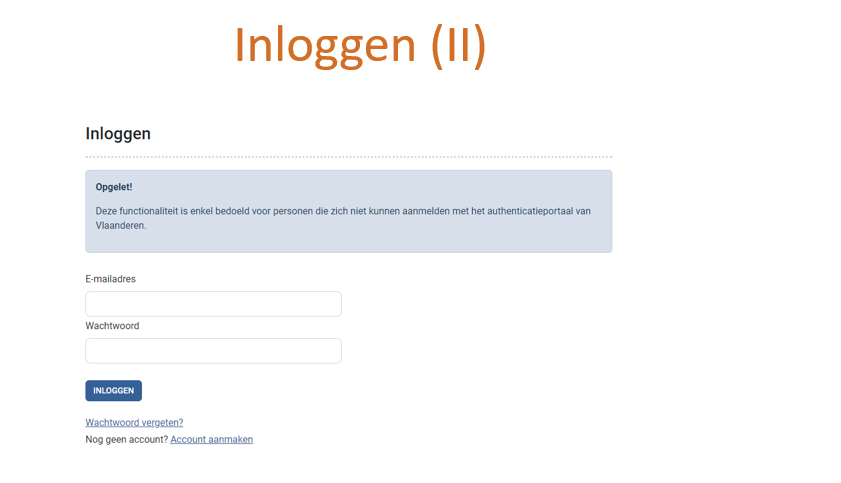 Inloggen (II)
Inloggen
Opgelet!
Deze functionaliteit is enkel bedoeld voor personen die zich niet kunnen aanmelden met het authenticatieportaal van
Vlaanderen.
E-mailadres
Wachtwoord
INLOGGEN
Wachtwoord vergeten?
Nog geen account? Account aanmaken